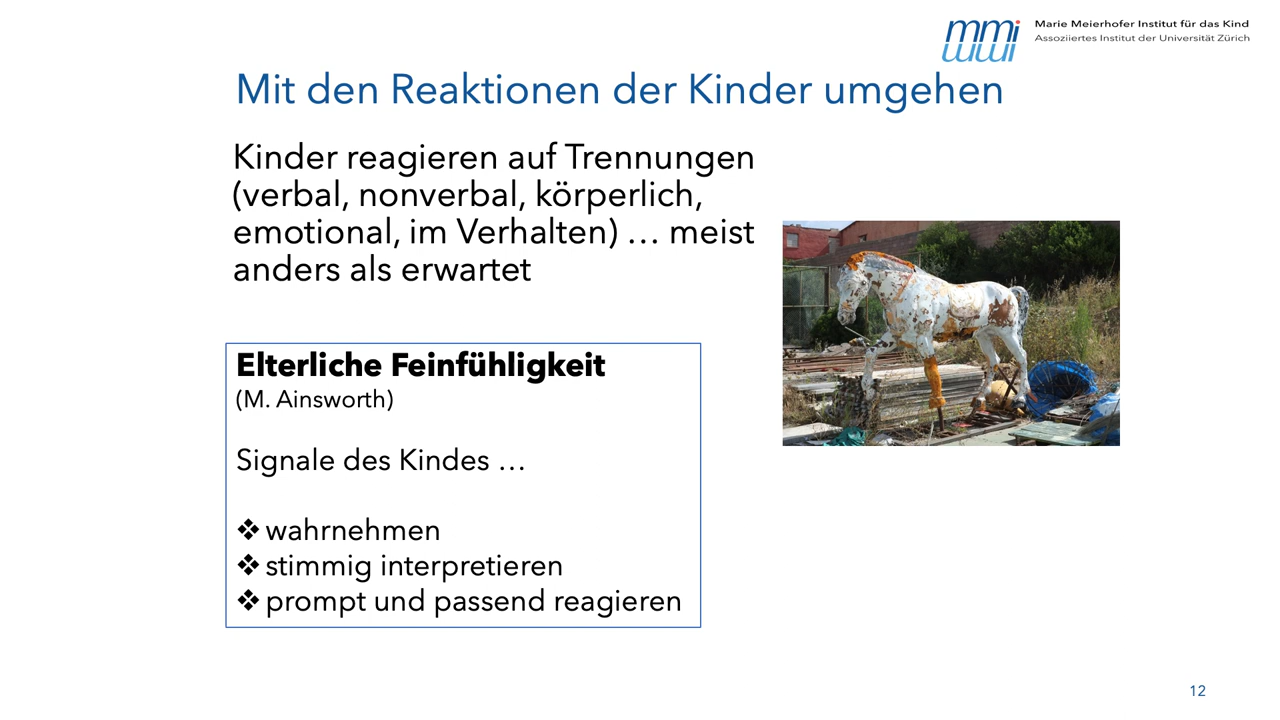 mmi
Marie Meierhofer Institut für das Kind
Assoziiertes Institut der Universität Zürich
Mit den Reaktionen der Kinder umgehen
Kinder reagieren auf Trennungen
(verbal, nonverbal, körperlich,
emotional, im Verhalten) … meist
anders als erwartet
Elterliche Feinfühligkeit
(M. Ainsworth)
Signale des Kindes …
❖ wahrnehmen
❖ stimmig interpretieren
❖ prompt und passend reagieren
12